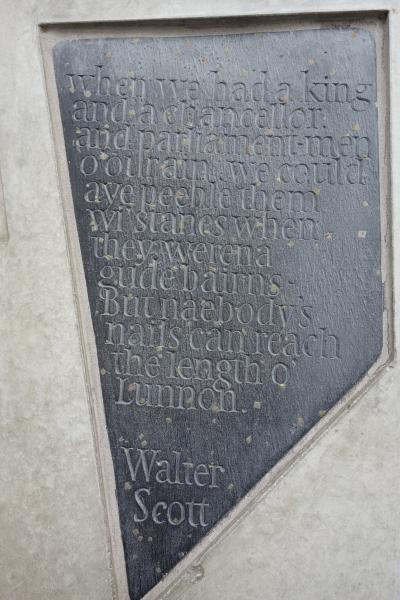 when we had a king
and a chancellor,
and parliament-men
o' our ain, we could
aye peeble them
wi' stanes when
they werena
gude bairns -
But naebody's
nails can reach
the length o'
Lunnon.
Walter
Scott